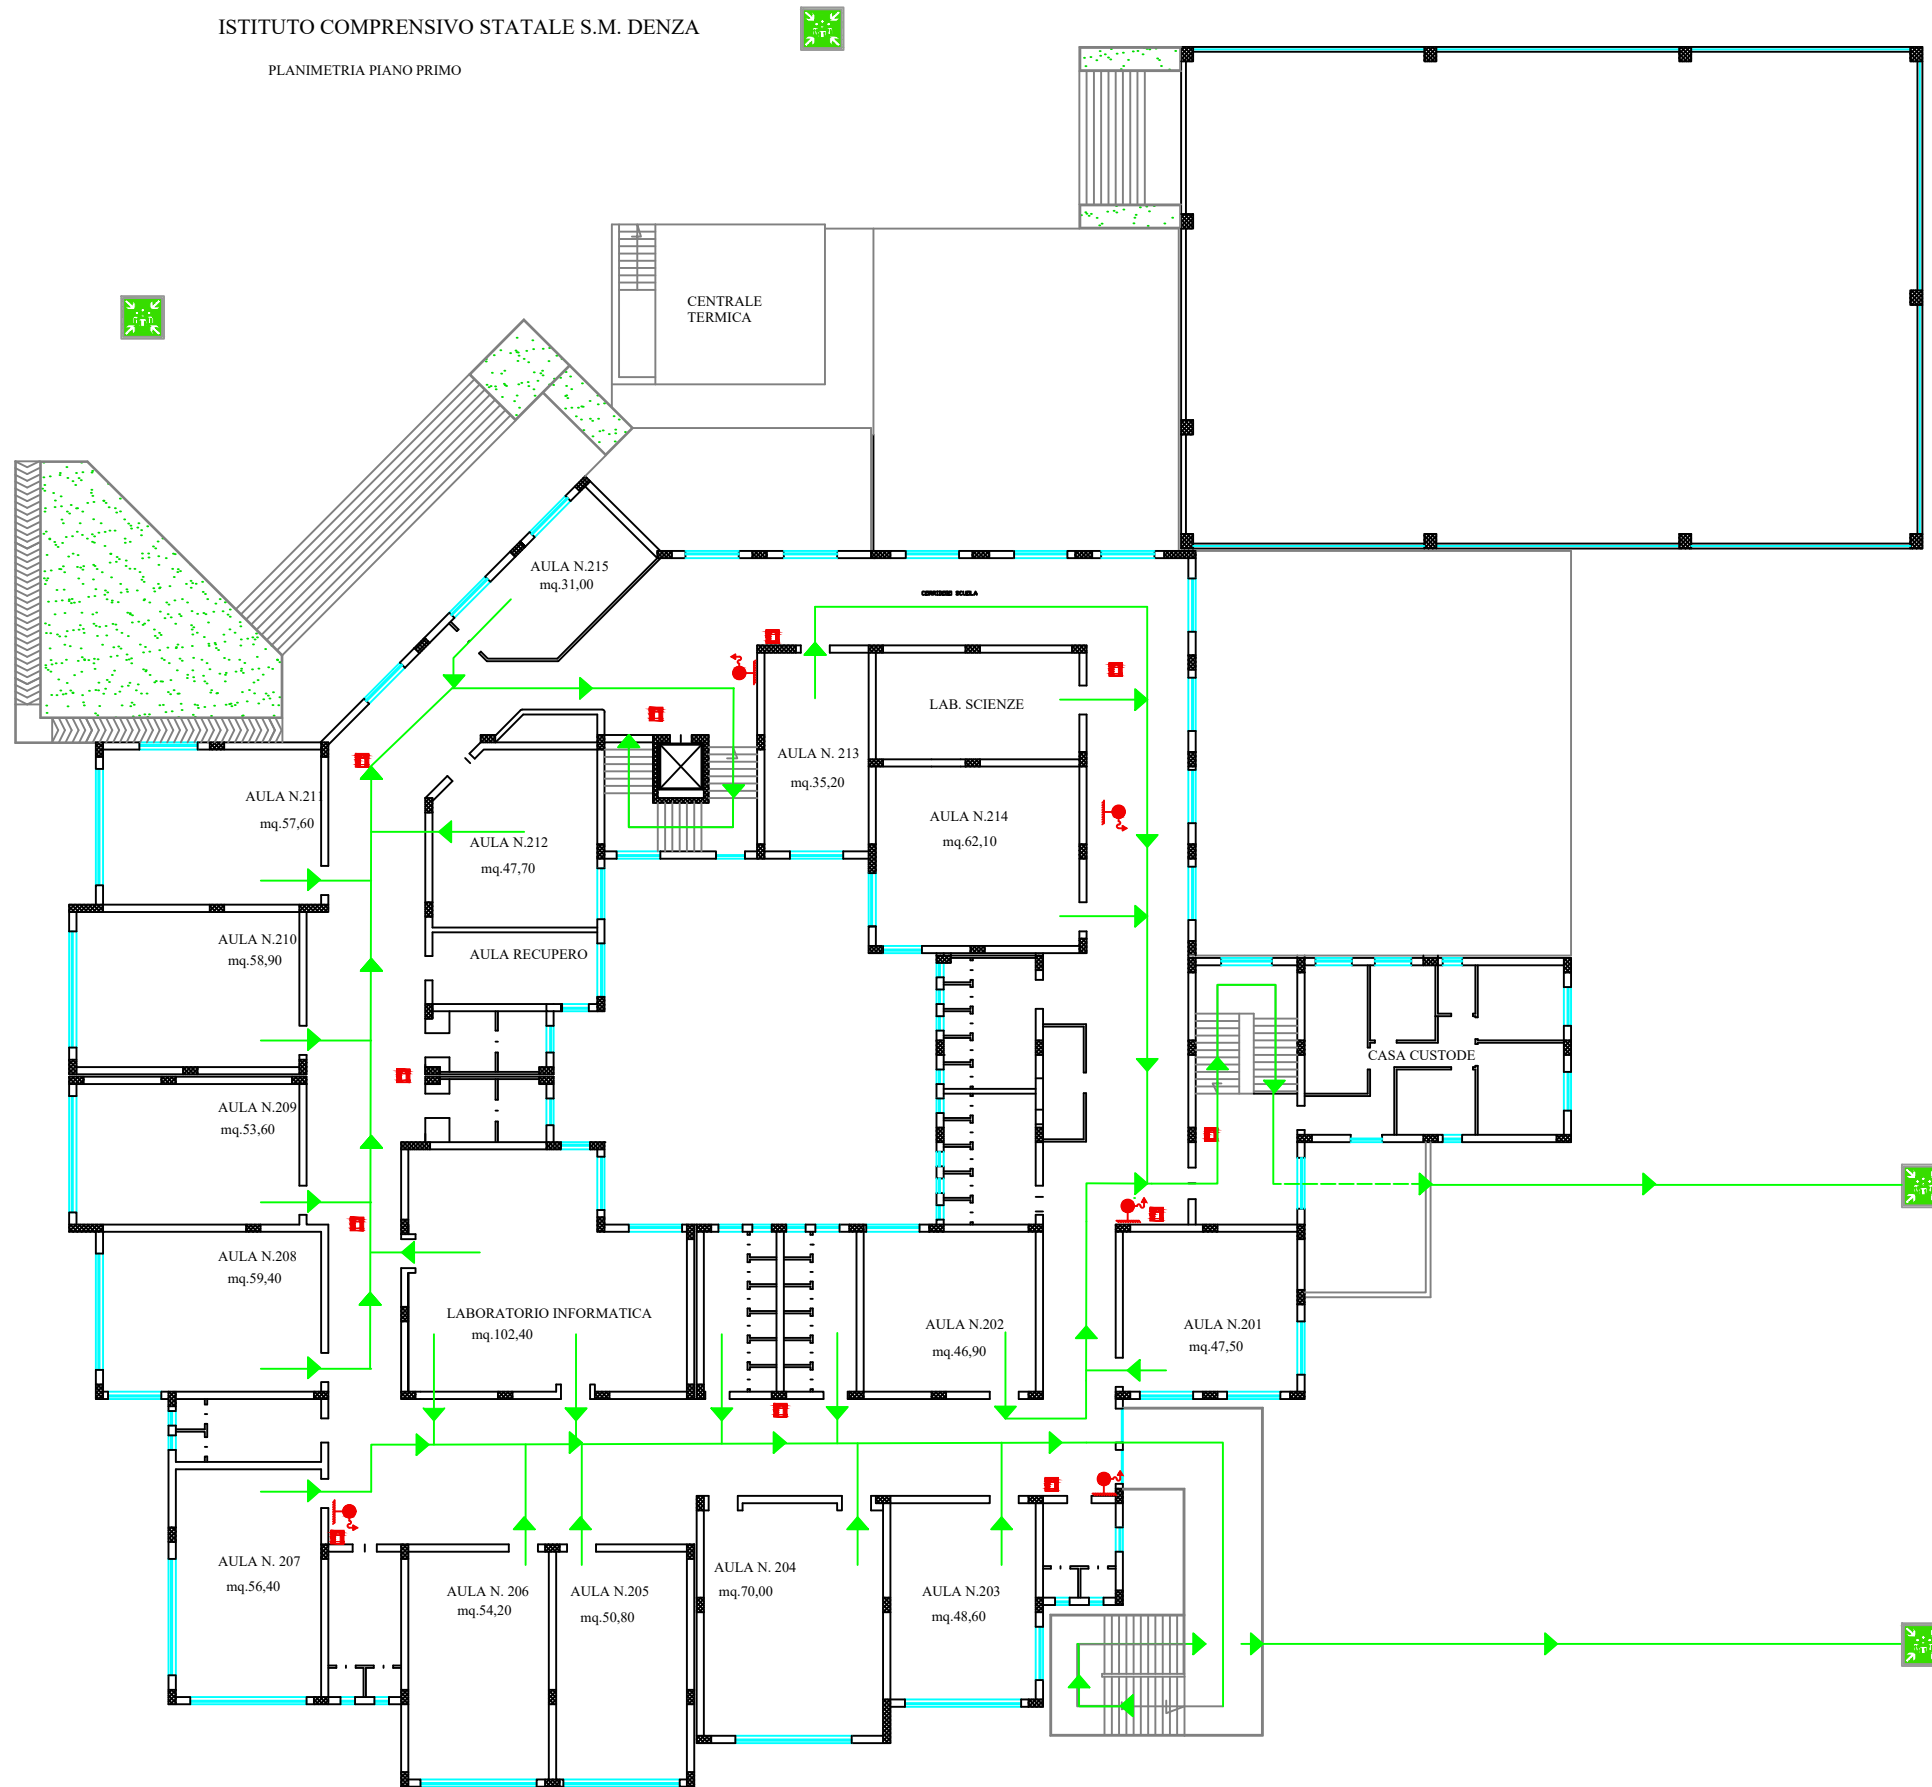 ISTITUTO COMPRENSIVO STATALE S.M. DENZA
PLANIMETRIA PIANO PRIMO
CENTRALE
TERMICA
AULA N.215
mq.31,00
CORRIDOIO SCUOLA
LAB. SCIENZE
AULA N. 213
mq.35,20
AULA N.211
mq.57,60
AULA N.214
mq.62,10
AULA N.212
mq.47,70
AULA N.210
mq.58,90
AULA RECUPERO
CASA CUSTODE
AULA N.209
mq.53,60
AULA N.208
mq.59,40
LABORATORIO INFORMATICA
mq.102,40
AULA N.202
mq.46,90
AULA N.201
mq.47,50
AULA N. 207
mq.56,40
AULA N. 206
mq.54,20
AULA N.205
mq.50,80
AULA N. 204
mq.70,00
AULA N.203
mq.48,60